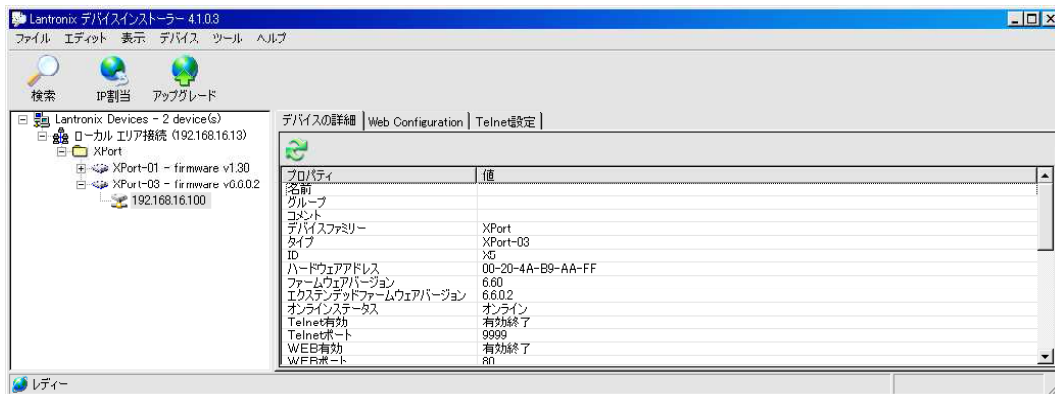 Lantronix デバイスインストーラー 4.1.0.3
ファイル エディット 表示 デバイス ツール ヘルプ
検索 IP割当 アップグレード
Lantronix Devices - 2 device(s)
ローカル エリア接続 (192.168.16.13)
XPort
XPort-01 - firmware v1.30
XPort-03 - firmware v6.6.0.2
192.168.16.100
デバイスの詳細 Web Configuration Telnet設定
プロパティ 値
名前
グループ
コメント
デバイスファミリー XPort
タイプ XPort-03
ID X5
ハードウェアアドレス 00-20-4A-B9-AA-FF
ファームウェアバージョン 6.60
エクステンデッドファームウェアバージョン 6.6.0.2
オンラインステータス オンライン
Telnet有効 有効終了
Telnetポート 9999
WEB有効 有効終了
WEBポート 80
レディー